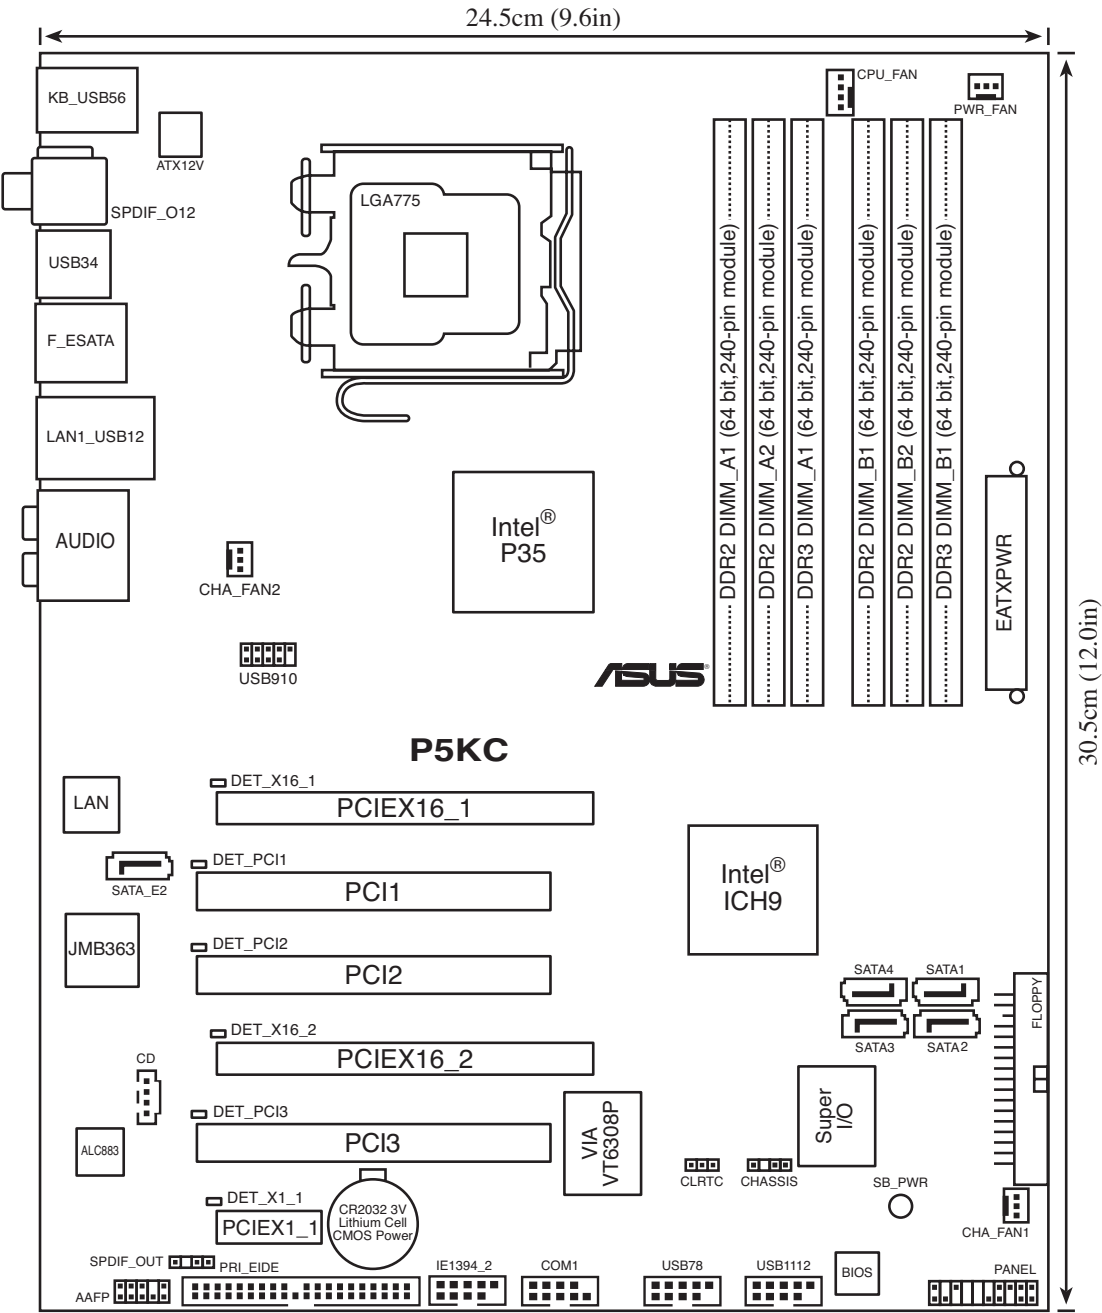 24.5cm (9.6in)
KB_USB56
CPU_FAN
PWR_FAN
ATX12V
LGA775
SPDIF_O12
USB34
F_ESATA
LAN1_USB12
AUDIO
DDR2 DIMM_A1 (64 bit,240-pin module)
DDR2 DIMM_A2 (64 bit,240-pin module)
DDR3 DIMM_A1 (64 bit,240-pin module)
DDR2 DIMM_B1 (64 bit,240-pin module)
DDR2 DIMM_B2 (64 bit,240-pin module)
DDR3 DIMM_B1 (64 bit,240-pin module)
Intel®
P35
EATXPWR
30.5cm (12.0in)
CHA_FAN2
USB910
ASUS®
P5KC
LAN
DET_X16_1
PCIEX16_1
DET_PCI1
PCI1
SATA_E2
Intel®
ICH9
JMB363
DET_PCI2
PCI2
SATA4
SATA1
SATA3
SATA2
FLOPPY
DET_X16_2
PCIEX16_2
CD
DET_PCI3
PCI3
ALC883
VIA
VT6308P
Super
I/O
CLRTC
CHASSIS
SB_PWR
CHA_FAN1
DET_X1_1
PCIEX1_1
CR2032 3V
Lithium Cell
CMOS Power
SPDIF_OUT
PRI_EIDE
AAFP
IE1394_2
COM1
USB78
USB1112
BIOS
PANEL